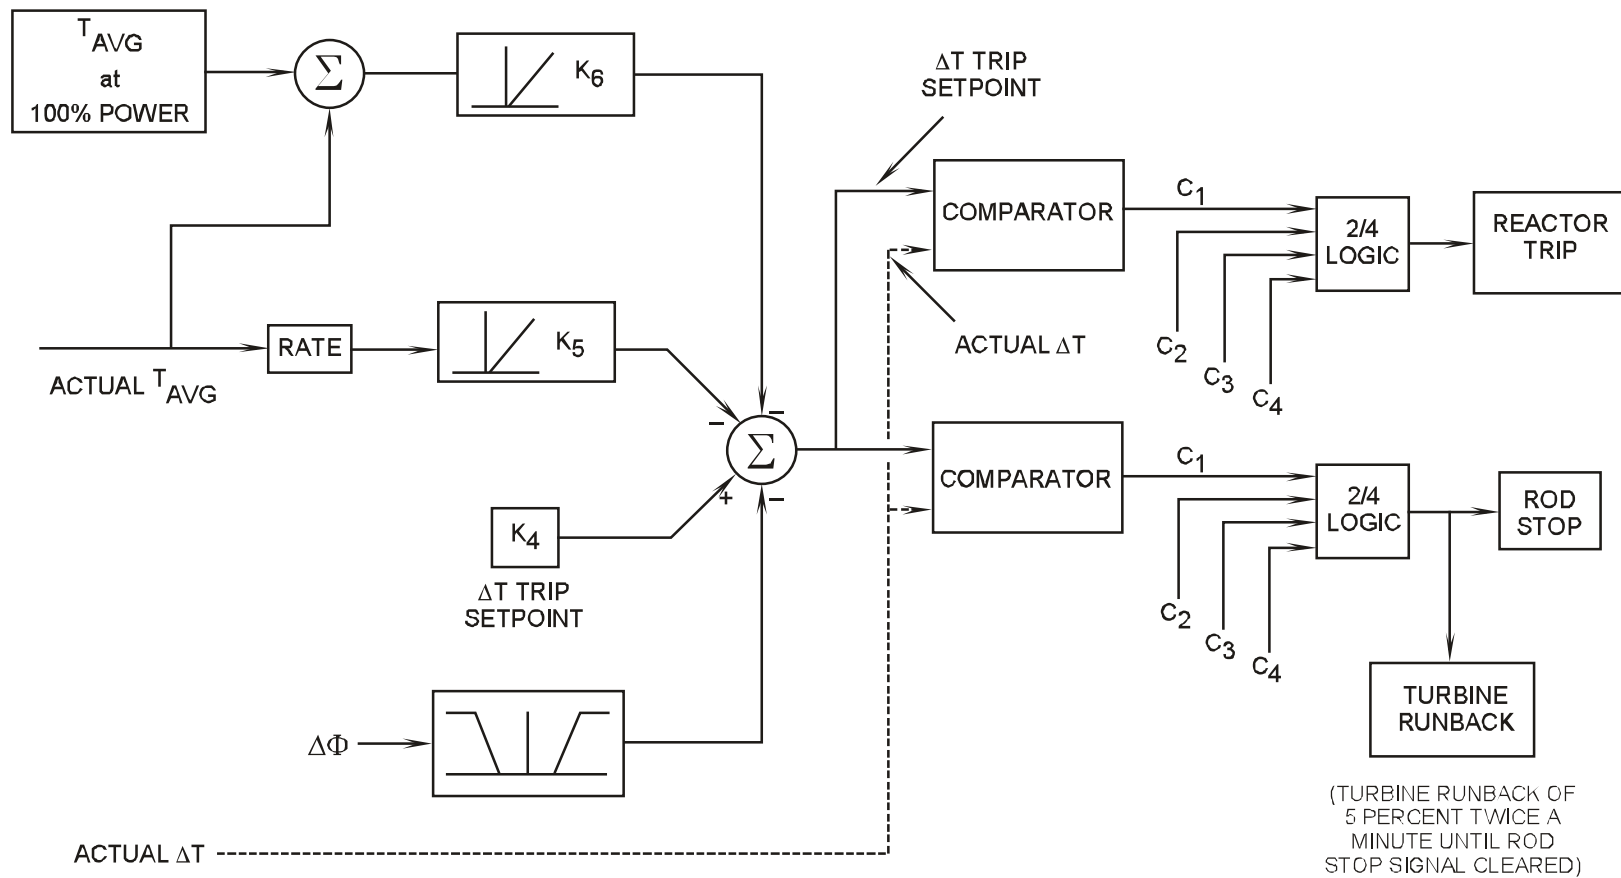 T AVG
at
100% POWER
Σ
K6
ΔT TRIP
SETPOINT
COMPARATOR
C1
C2
C3
C4
2/4
LOGIC
REACTOR
TRIP
ACTUAL ΔT
ACTUAL T AVG
RATE
K5
−
−
Σ
+
−
K4
ΔT TRIP
SETPOINT
COMPARATOR
C1
C2
C3
C4
2/4
LOGIC
ROD
STOP
TURBINE
RUNBACK
(TURBINE RUNBACK OF
5 PERCENT TWICE A
MINUTE UNTIL ROD
STOP SIGNAL CLEARED)
ΔΦ
ACTUAL ΔT